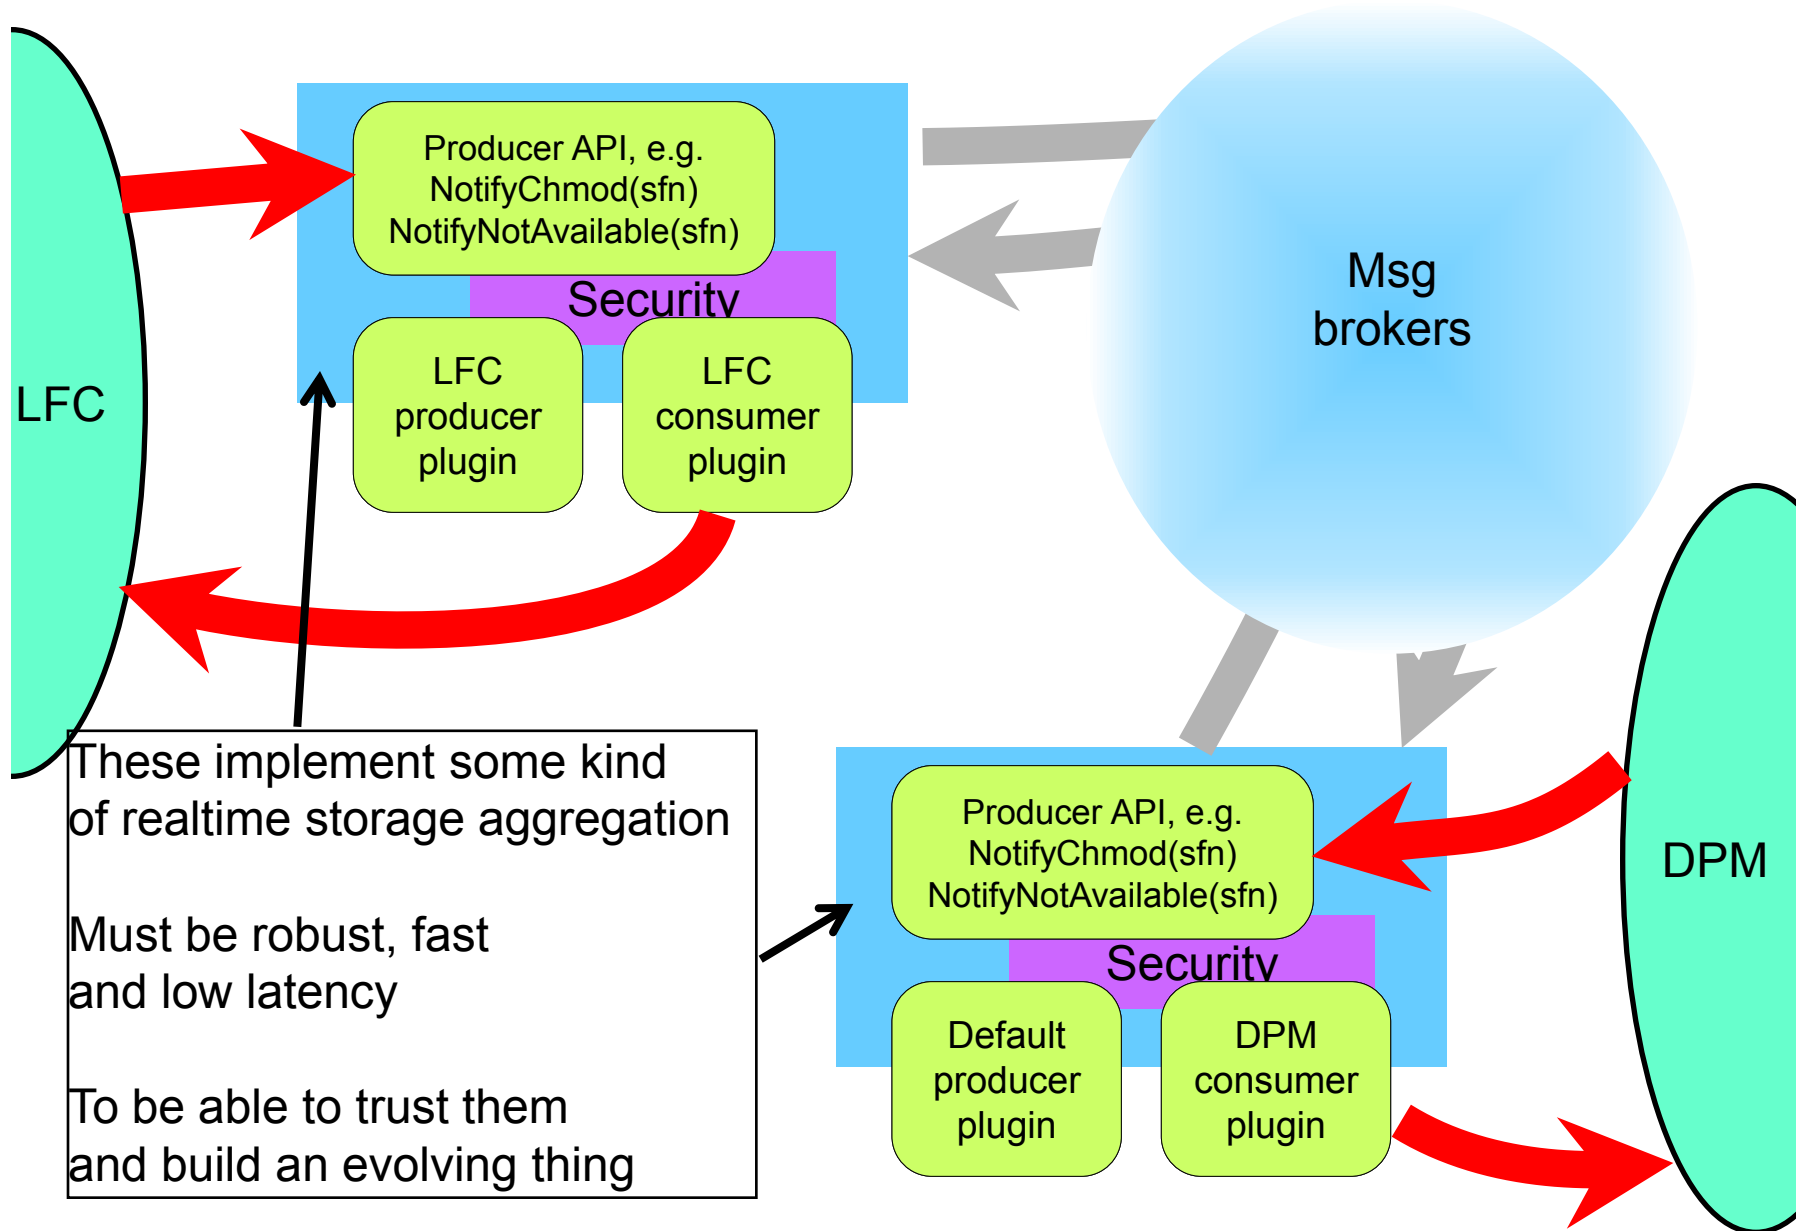 Producer API, e.g.
NotifyChmod(sfn)
NotifyNotAvailable(sfn)
Security
LFC
producer
plugin
LFC
consumer
plugin
LFC
Msg
brokers
These implement some kind
of realtime storage aggregation
Must be robust, fast
and low latency
To be able to trust them
and build an evolving thing
Producer API, e.g.
NotifyChmod(sfn)
NotifyNotAvailable(sfn)
Security
Default
producer
plugin
DPM
consumer
plugin
DPM